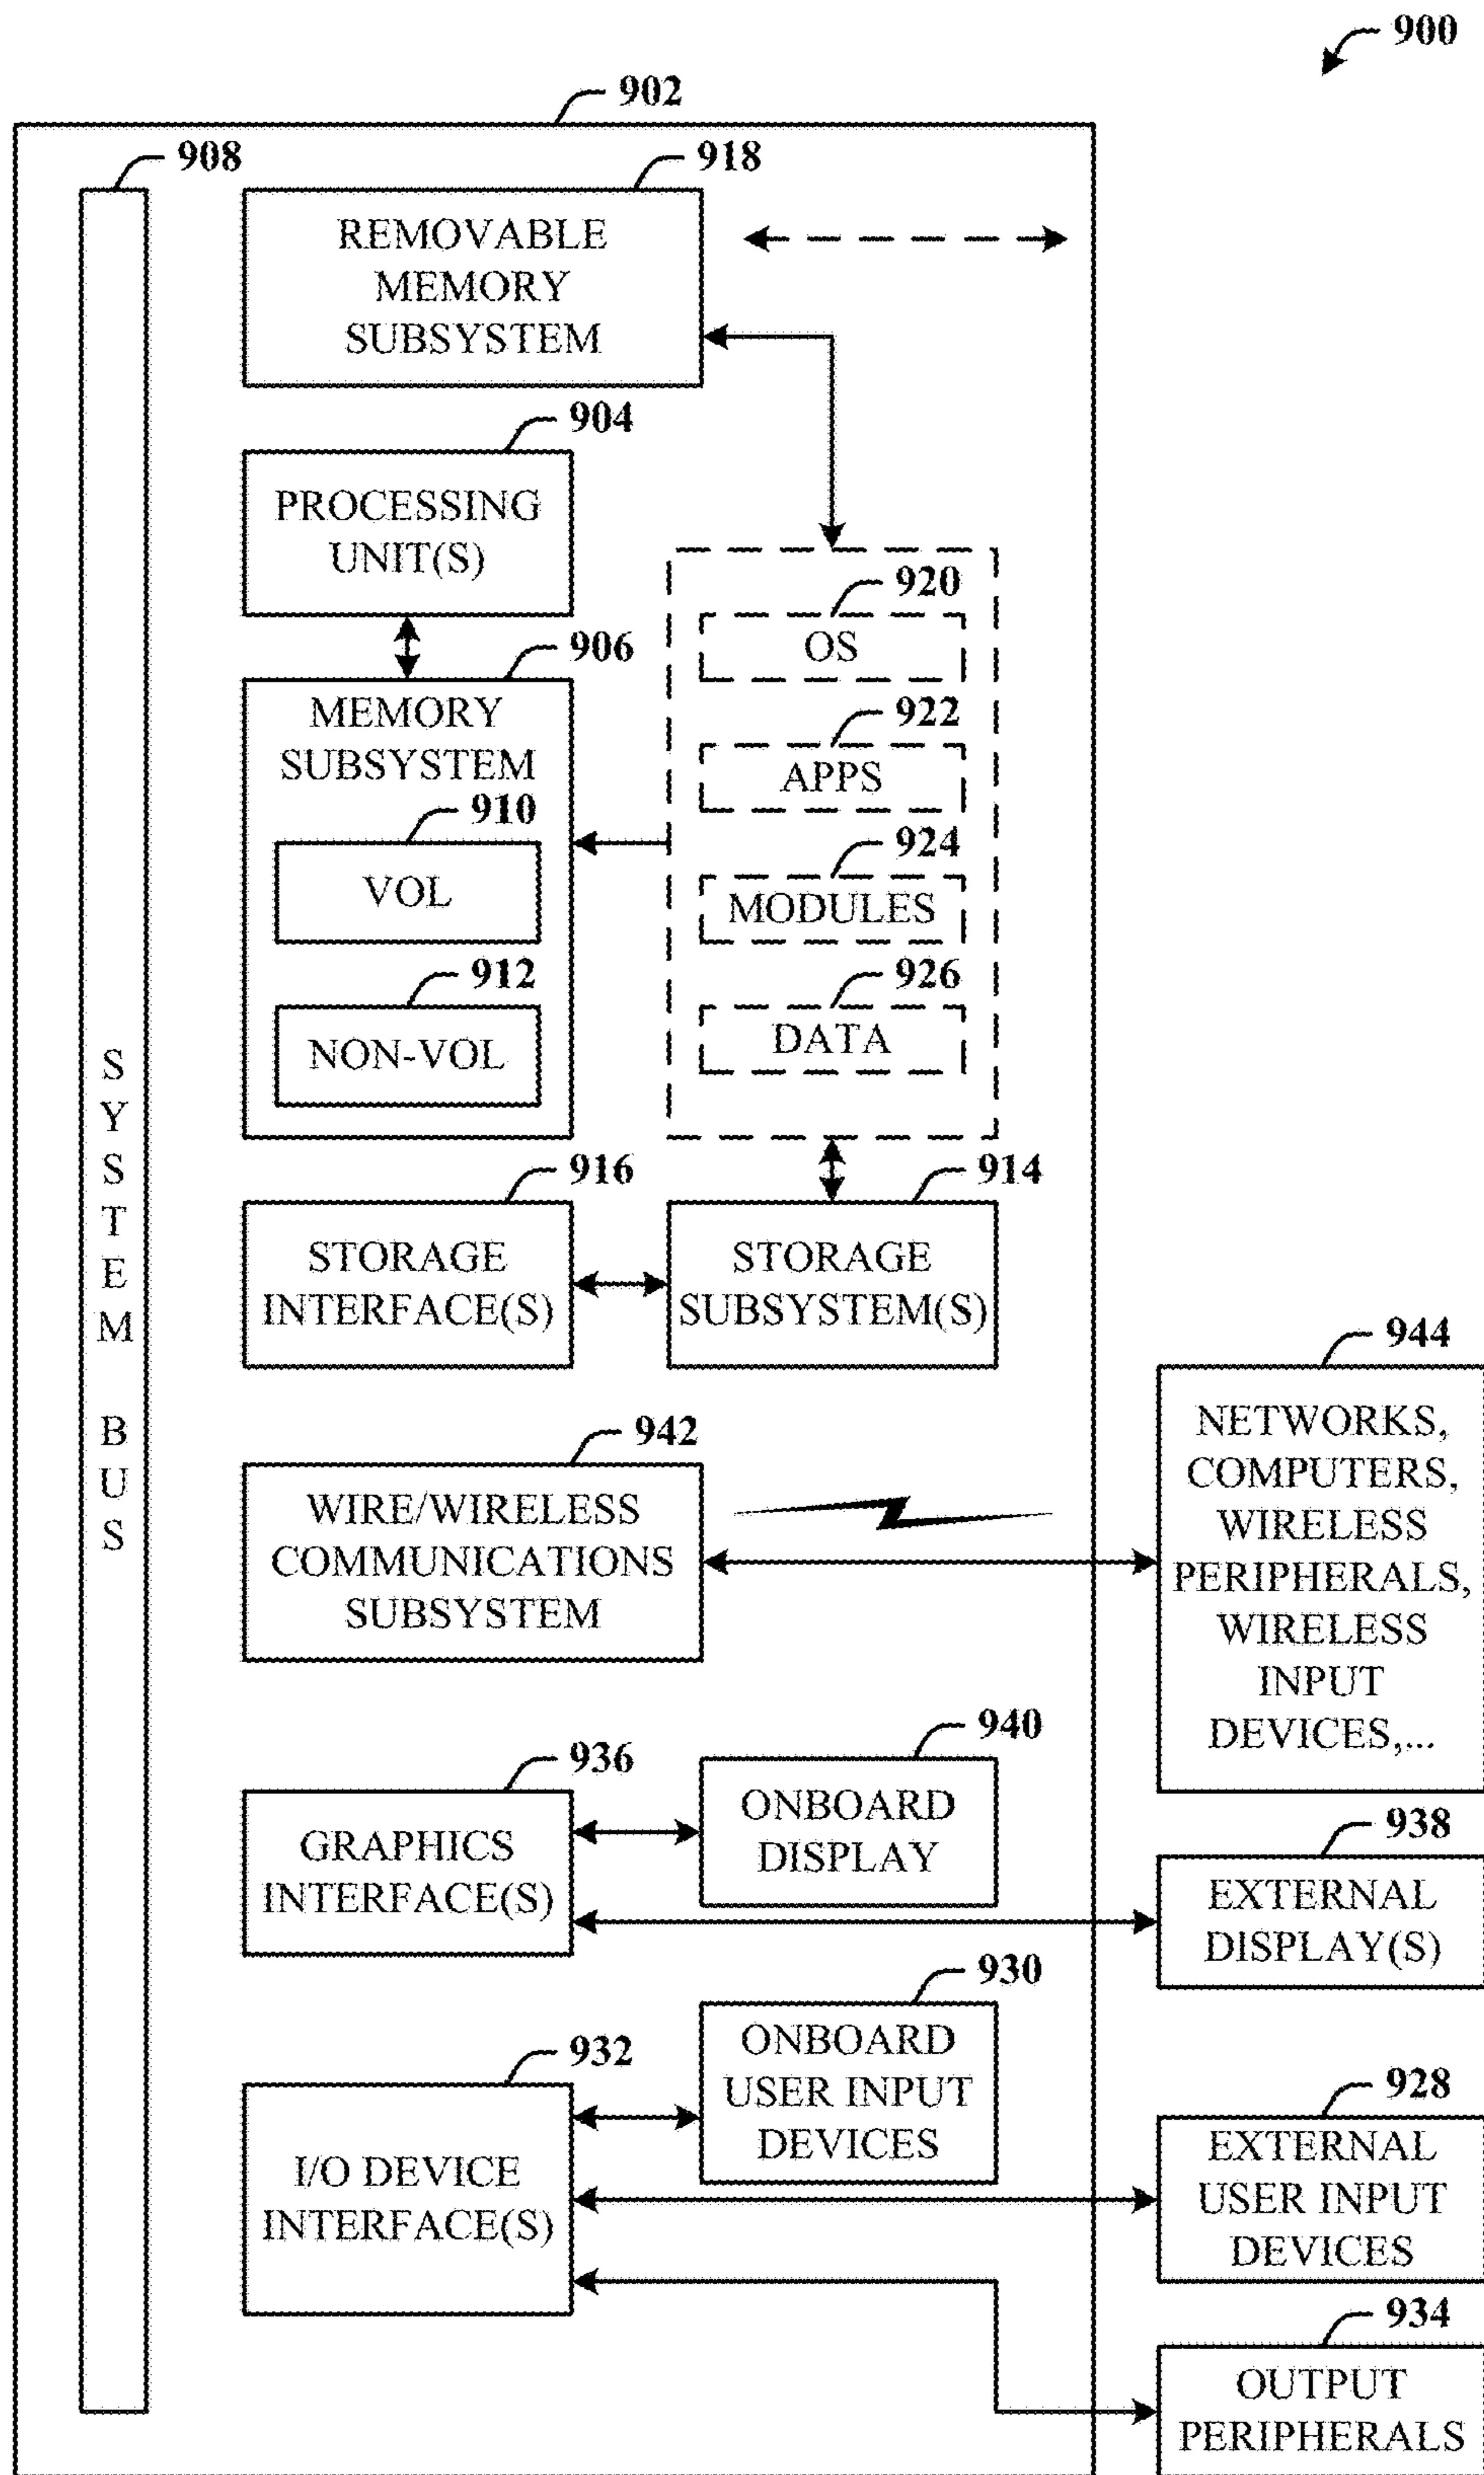 900
902
908
918
REMOVABLE
MEMORY
SUBSYSTEM
904
PROCESSING
UNIT(S)
920
OS
906
MEMORY
SUBSYSTEM
922
APPS
910
VOL
924
MODULES
912
NON-VOL
926
DATA
SYSTEM BUS
916
STORAGE
INTERFACE(S)
914
STORAGE
SUBSYSTEM(S)
944
NETWORKS,
COMPUTERS,
WIRELESS
PERIPHERALS,
WIRELESS
INPUT
DEVICES,...
942
WIRE/WIRELESS
COMMUNICATIONS
SUBSYSTEM
940
ONBOARD
DISPLAY
936
GRAPHICS
INTERFACE(S)
938
EXTERNAL
DISPLAY(S)
930
ONBOARD
USER INPUT
DEVICES
932
I/O DEVICE
INTERFACE(S)
928
EXTERNAL
USER INPUT
DEVICES
934
OUTPUT
PERIPHERALS